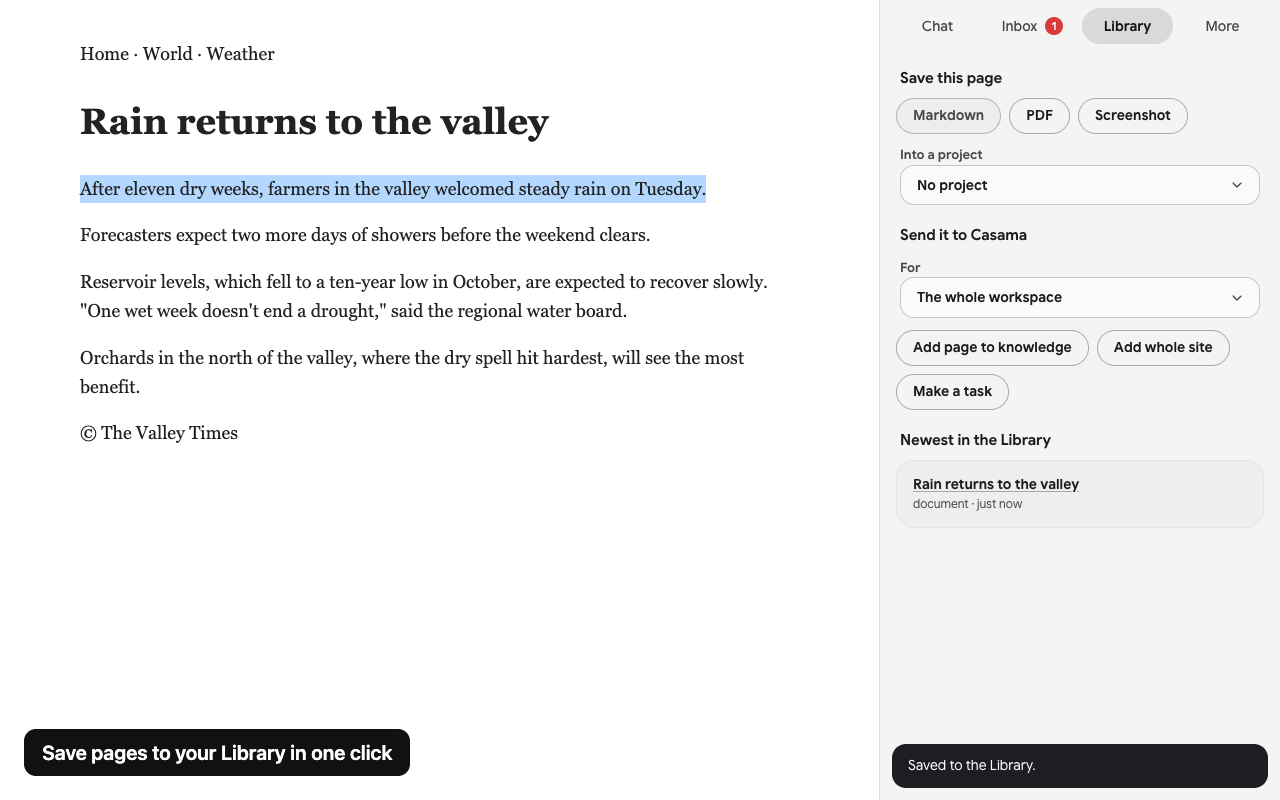 Home · World · Weather
Rain returns to the valley
After eleven dry weeks, farmers in the valley welcomed steady rain on Tuesday.
Forecasters expect two more days of showers before the weekend clears.
Reservoir levels, which fell to a ten-year low in October, are expected to recover slowly.
"One wet week doesn't end a drought," said the regional water board.
Orchards in the north of the valley, where the dry spell hit hardest, will see the most
benefit.
© The Valley Times
Save pages to your Library in one click
Chat Inbox 1 Library More
Save this page
Markdown PDF Screenshot
Into a project
No project
Send it to Casama
For
The whole workspace
Add page to knowledge Add whole site
Make a task
Newest in the Library
Rain returns to the valley
document · just now
Saved to the Library.